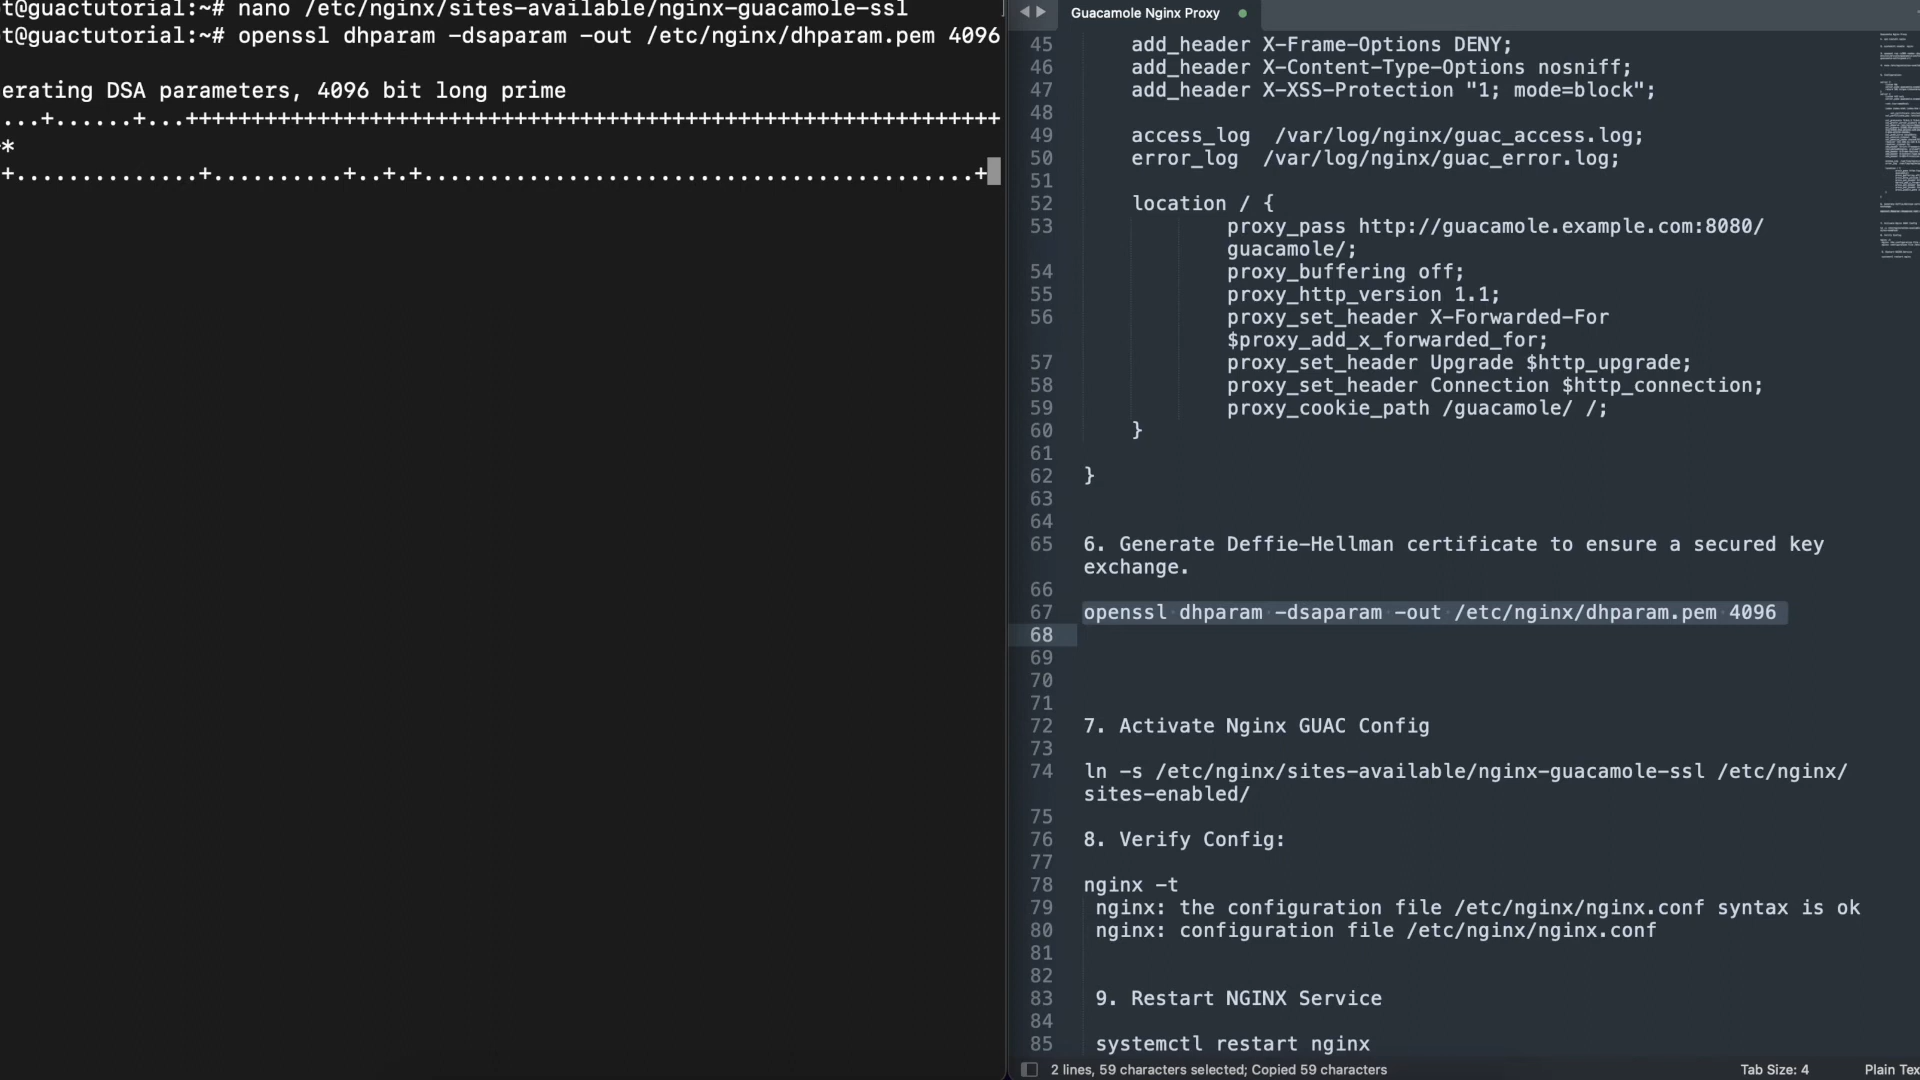 t@guactutorial:~# nano /etc/nginx/sites-available/nginx-guacamole-ssl
t@guactutorial:~# openssl dhparam -dsaparam -out /etc/nginx/dhparam.pem 4096
erating DSA parameters, 4096 bit long prime
Guacamole Nginx Proxy
45 add_header X-Frame-Options DENY;
46 add_header X-Content-Type-Options nosniff;
47 add_header X-XSS-Protection "1; mode=block";
48
49 access_log  /var/log/nginx/guac_access.log;
50 error_log  /var/log/nginx/guac_error.log;
51
52 location / {
53 proxy_pass http://guacamole.example.com:8080/
guacamole/;
54 proxy_buffering off;
55 proxy_http_version 1.1;
56 proxy_set_header X-Forwarded-For
$proxy_add_x_forwarded_for;
57 proxy_set_header Upgrade $http_upgrade;
58 proxy_set_header Connection $http_connection;
59 proxy_cookie_path /guacamole/ /;
60 }
61
62 }
63
64
65 6. Generate Deffie-Hellman certificate to ensure a secured key
exchange.
66
67 openssl dhparam -dsaparam -out /etc/nginx/dhparam.pem 4096
68
69
70
71
72 7. Activate Nginx GUAC Config
73
74 ln -s /etc/nginx/sites-available/nginx-guacamole-ssl /etc/nginx/
sites-enabled/
75
76 8. Verify Config:
77
78 nginx -t
79 nginx: the configuration file /etc/nginx/nginx.conf syntax is ok
80 nginx: configuration file /etc/nginx/nginx.conf
81
82
83 9. Restart NGINX Service
84
85 systemctl restart nginx
2 lines, 59 characters selected; Copied 59 characters
Tab Size: 4
Plain Tex